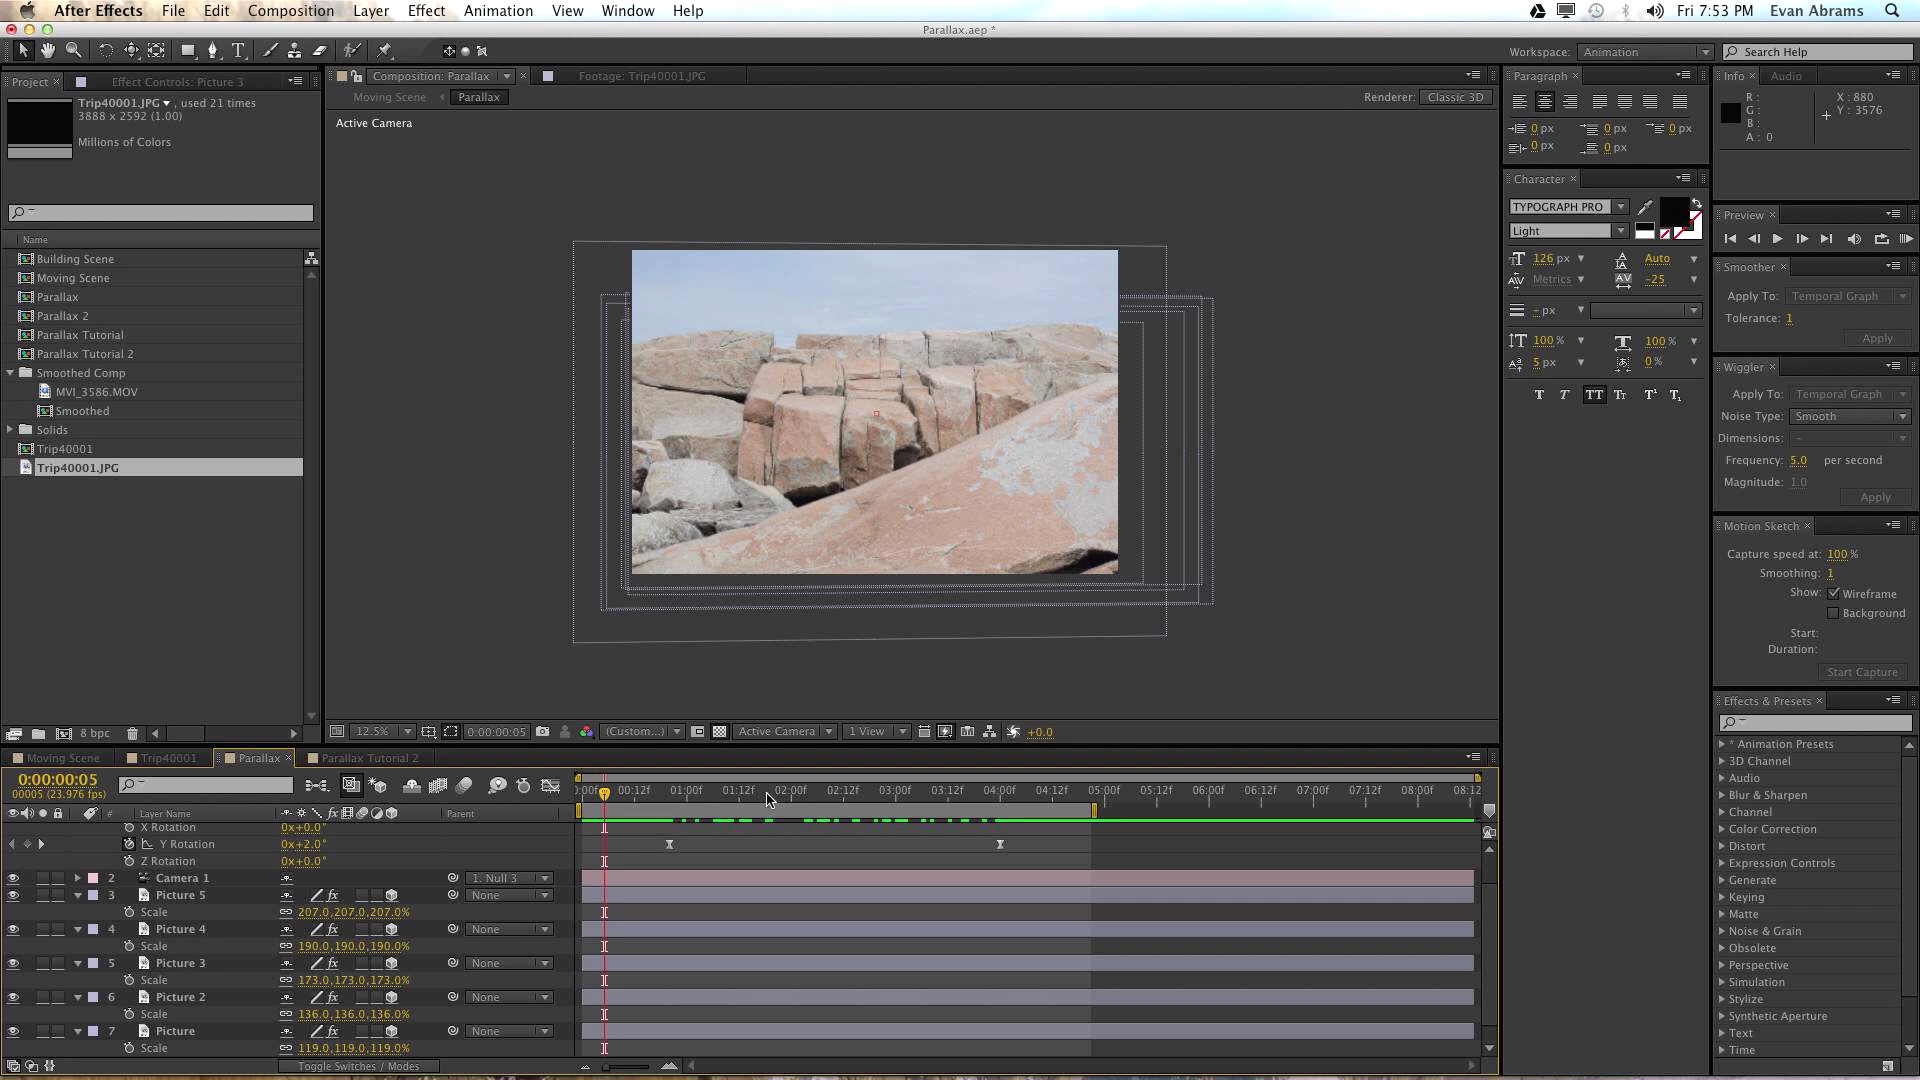 After Effects File Edit Composition Layer Effect Animation View Window Help
Fri 7:53 PM Evan Abrams
Parallax.aep *
Workspace: Animation
Search Help
Project × Effect Controls: Picture 3
Trip40001.JPG ▼ , used 21 times
3888 x 2592 (1.00)
Millions of Colors
Name
Building Scene
Moving Scene
Parallax
Parallax 2
Parallax Tutorial
Parallax Tutorial 2
Smoothed Comp
MVI_3586.MOV
Smoothed
Solids
Trip40001
Trip40001.JPG
8 bpc
Composition: Parallax
Footage: Trip40001.JPG
Moving Scene Parallax
Renderer: Classic 3D
Active Camera
12.5% 0:00:00:05 (Custom...) Active Camera 1 View +0.0
Paragraph ×
0 px 0 px 0 px
0 px 0 px
Character ×
TYPOGRAPH PRO
Light
126 px Auto
Metrics -25
- px
100 % 100 %
5 px 0 %
T T TT Tt T¹ T₁
Info × Audio
R :
G :
B :
A : 0
X : 880
Y : 3576
Preview ×
Smoother ×
Apply To: Temporal Graph
Tolerance: 1
Apply
Wiggler ×
Apply To: Temporal Graph
Noise Type: Smooth
Dimensions: -
Frequency: 5.0 per second
Magnitude: 1.0
Apply
Motion Sketch ×
Capture speed at: 100 %
Smoothing: 1
Show: Wireframe
Background
Start:
Duration:
Start Capture
Effects & Presets ×
* Animation Presets
3D Channel
Audio
Blur & Sharpen
Channel
Color Correction
Distort
Expression Controls
Generate
Keying
Matte
Noise & Grain
Obsolete
Perspective
Simulation
Stylize
Synthetic Aperture
Text
Time
Moving Scene Trip40001 Parallax × Parallax Tutorial 2
0:00:00:05
00005 (23.976 fps)
:00f 00:12f 01:00f 01:12f 02:00f 02:12f 03:00f 03:12f 04:00f 04:12f 05:00f 05:12f 06:00f 06:12f 07:00f 07:12f 08:00f 08:12
# Layer Name fx Parent
X Rotation 0x+0.0°
Y Rotation 0x+2.0°
Z Rotation 0x+0.0°
2 Camera 1 1. Null 3
3 Picture 5 fx None
Scale 207.0,207.0,207.0%
4 Picture 4 fx None
Scale 190.0,190.0,190.0%
5 Picture 3 fx None
Scale 173.0,173.0,173.0%
6 Picture 2 fx None
Scale 136.0,136.0,136.0%
7 Picture fx None
Scale 119.0,119.0,119.0%
Toggle Switches / Modes